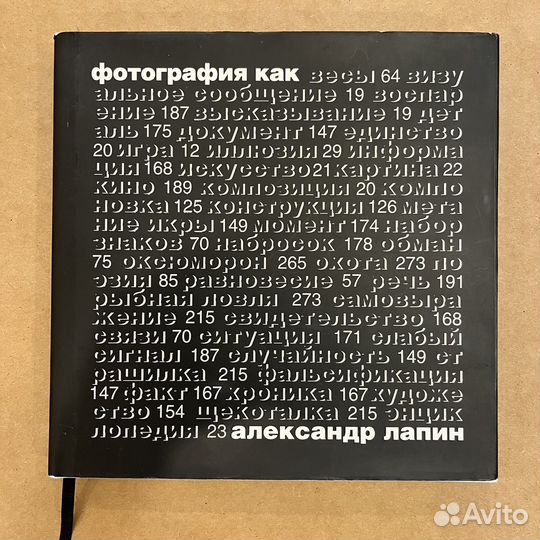 фотография как весы 64 визу
альное сообщение 19 воспар
ение 187 высказывание 19 дет
аль 175 документ 147 единство
20 игра 12 иллюзия 29 информа
ция 168 искусство 21 картина 22
кино 189 композиция 20 компо
новка 125 конструкция 126 мета
ние икры 149 момент 174 набор
знаков 70 набросок 178 обман
75 оксюморон 265 охота 273 по
эзия 85 равновесие 57 речь 191
рыбная ловля 273 самовыра
жение 215 свидетельство 168
связи 70 ситуация 171 слабый
сигнал 187 случайность 149 ст
рашилка 215 фальсификация
147 факт 167 хроника 167 художе
ство 154 щекоталка 215 энцик
лопедия 23 александр лапин
Avito